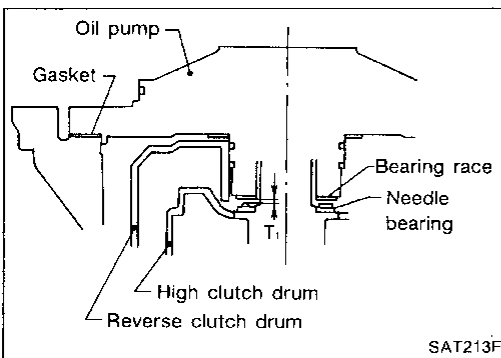 Oil pump
Gasket
Bearing race
Needle
bearing
T1
High clutch drum
Reverse clutch drum
SAT213F